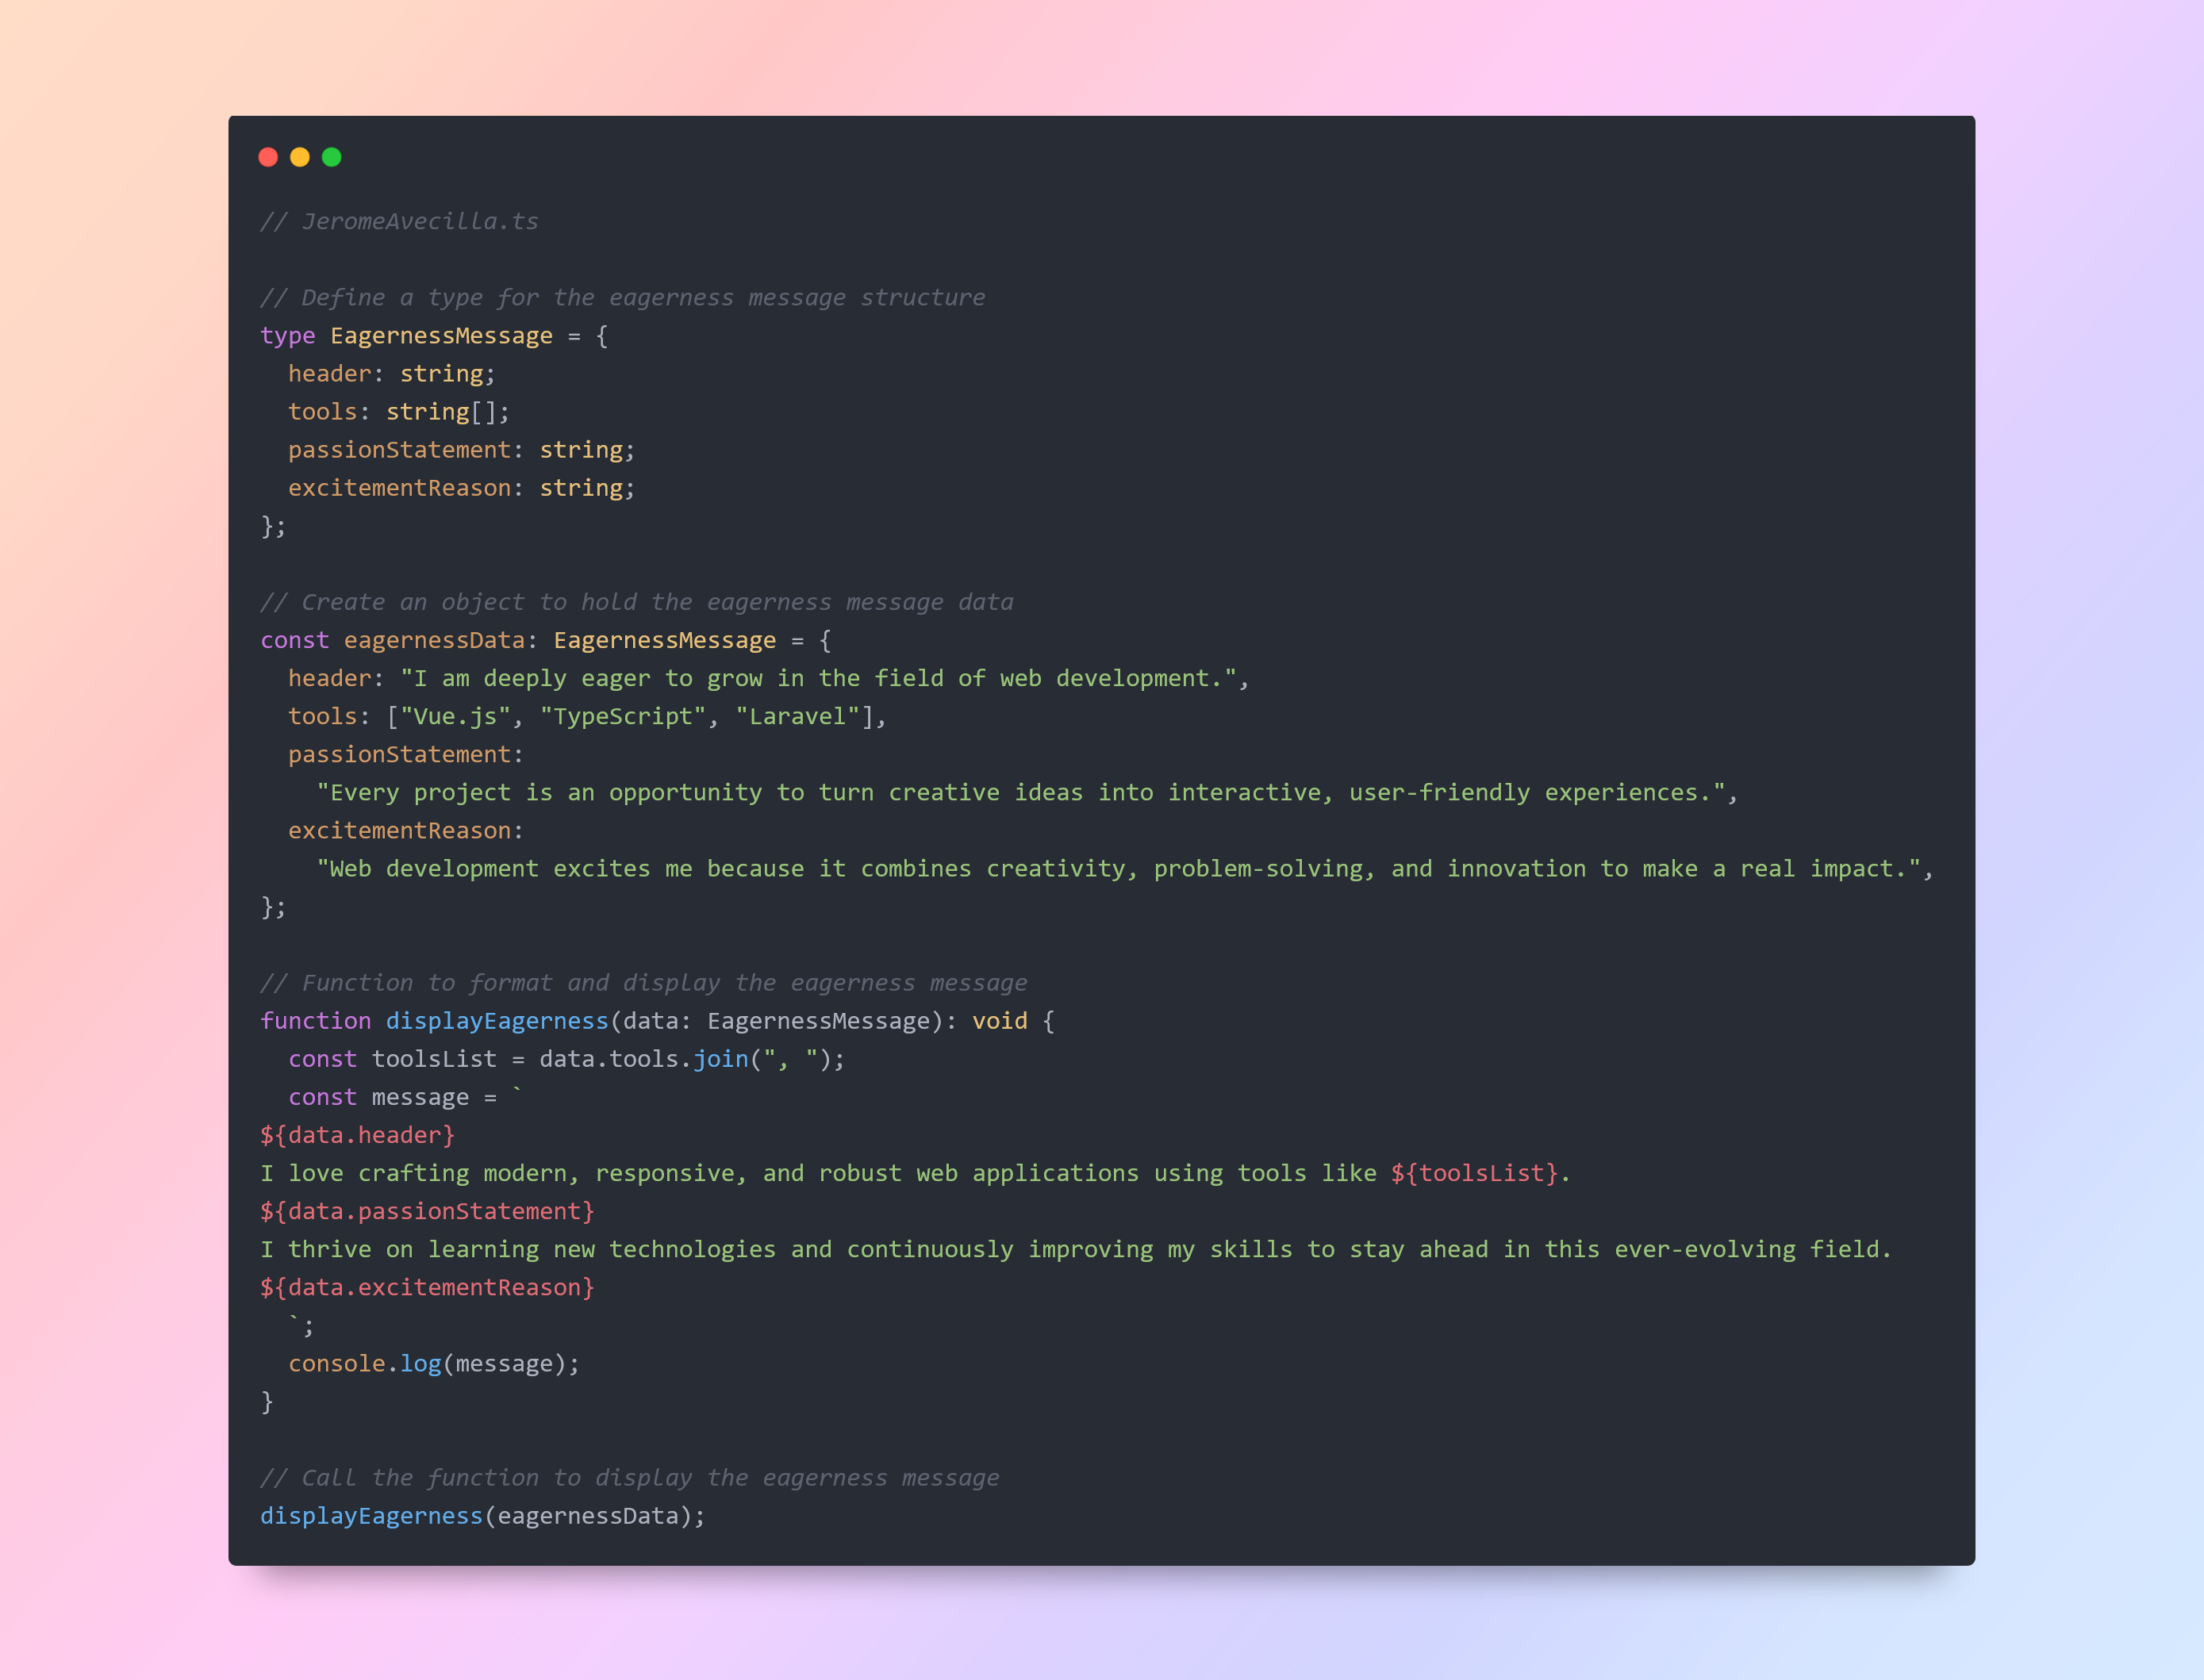 // JeromeAvecilla.ts
// Define a type for the eagerness message structure
type EagernessMessage = {
  header: string;
  tools: string[];
  passionStatement: string;
  excitementReason: string;
};
// Create an object to hold the eagerness message data
const eagernessData: EagernessMessage = {
  header: "I am deeply eager to grow in the field of web development.",
  tools: ["Vue.js", "TypeScript", "Laravel"],
  passionStatement:
    "Every project is an opportunity to turn creative ideas into interactive, user-friendly experiences.",
  excitementReason:
    "Web development excites me because it combines creativity, problem-solving, and innovation to make a real impact.",
};
// Function to format and display the eagerness message
function displayEagerness(data: EagernessMessage): void {
  const toolsList = data.tools.join(", ");
  const message = `
${data.header}
I love crafting modern, responsive, and robust web applications using tools like ${toolsList}.
${data.passionStatement}
I thrive on learning new technologies and continuously improving my skills to stay ahead in this ever-evolving field.
${data.excitementReason}
  `;
  console.log(message);
}
// Call the function to display the eagerness message
displayEagerness(eagernessData);